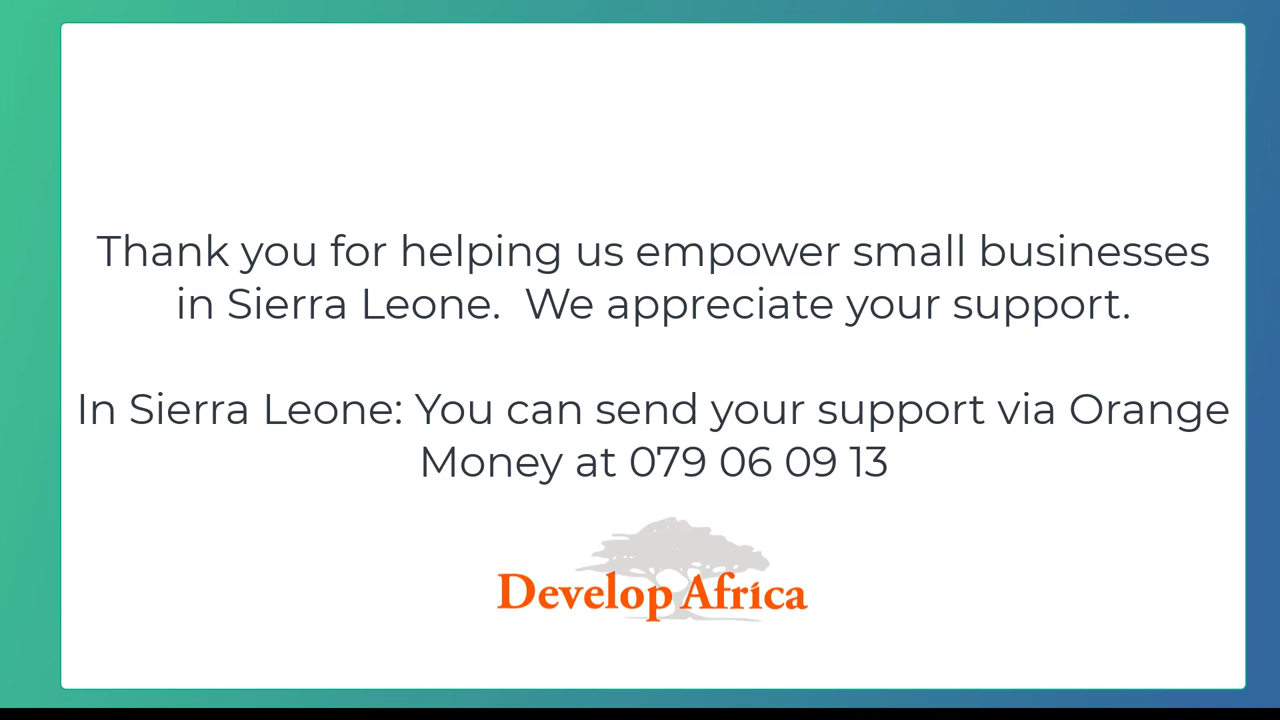 Thank you for helping us empower small businesses
in Sierra Leone.  We appreciate your support.
In Sierra Leone: You can send your support via Orange
Money at 079 06 09 13
Develop Africa